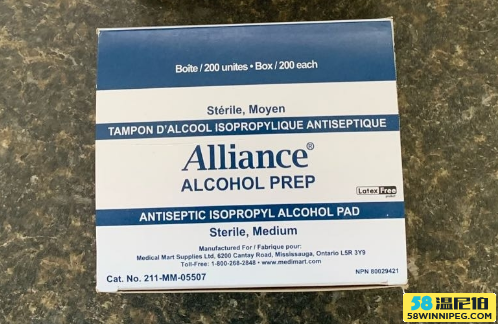 Boîte / 200 unites • Box / 200 each
Stérile, Moyen
TAMPON D'ALCOOL ISOPROPYLIQUE ANTISEPTIQUE
Alliance®
ALCOHOL PREP
Latex Free
ANTISEPTIC ISOPROPYL ALCOHOL PAD
Sterile, Medium
Manufactured For / Fabrique pour:
Medical Mart Supplies Ltd, 6200 Cantay Road, Mississauga, Ontario L5R 3Y9
Toll-Free: 1-800-268-2848 • www.medimart.com
Cat. No. 211-MM-05507
NPN 80029421
58温尼伯
58WINNIPEG.COM